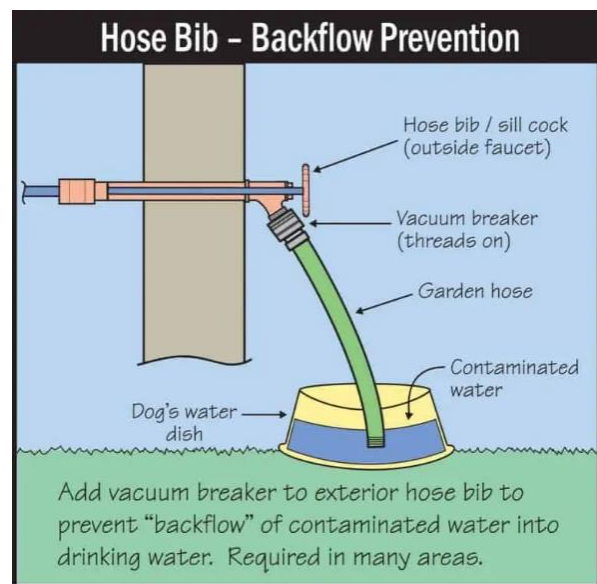 Hose Bib – Backflow Prevention
Hose bib / sill cock
(outside faucet)
Vacuum breaker
(threads on)
Garden hose
Contaminated
water
Dog's water
dish
Add vacuum breaker to exterior hose bib to
prevent “backflow” of contaminated water into
drinking water. Required in many areas.